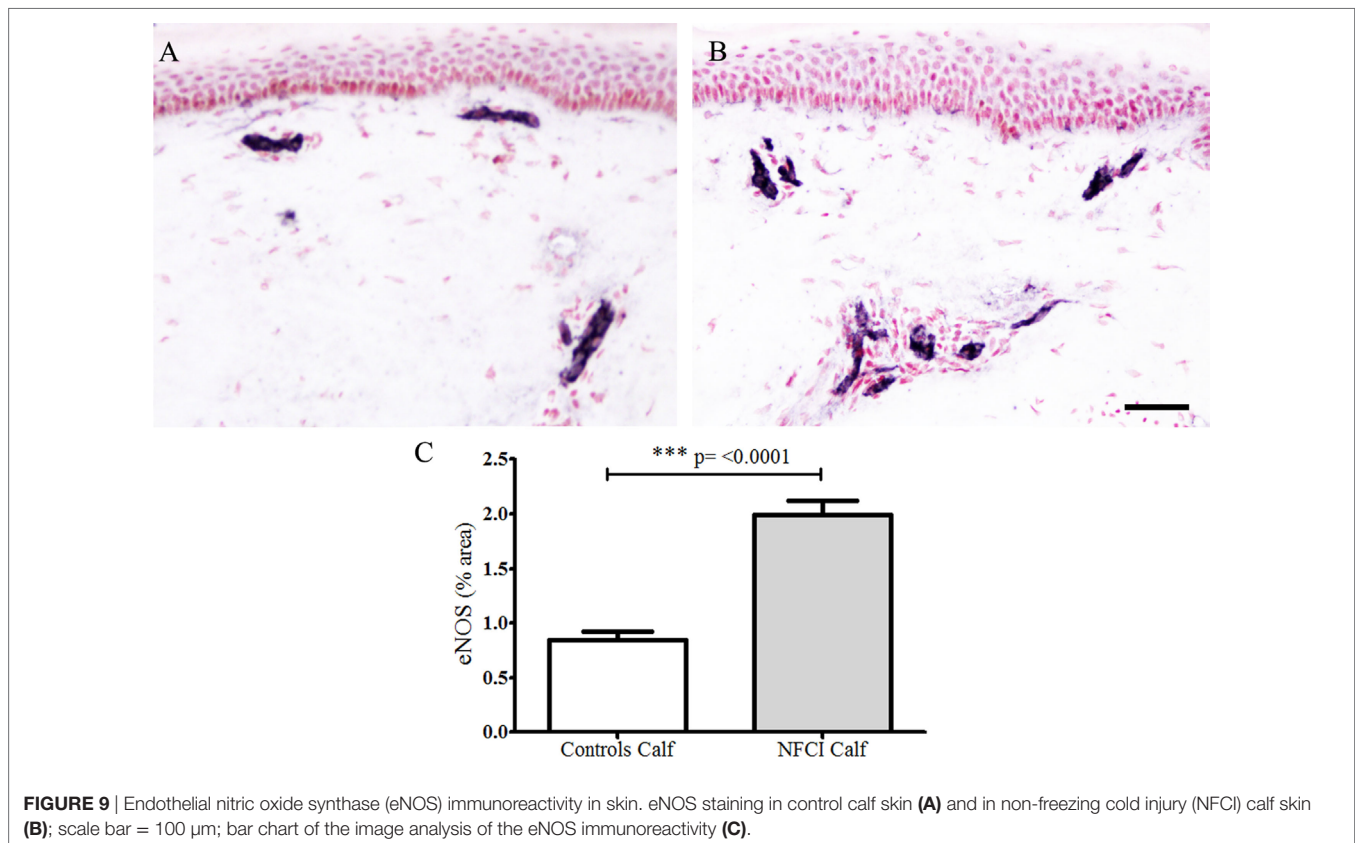 A
B
C
*** p= <0.0001
2.5
2.0
1.5
1.0
0.5
0.0
eNOS (% area)
Controls Calf
NFCI Calf
FIGURE 9 | Endothelial nitric oxide synthase (eNOS) immunoreactivity in skin. eNOS staining in control calf skin (A) and in non-freezing cold injury (NFCI) calf skin
(B); scale bar = 100 µm; bar chart of the image analysis of the eNOS immunoreactivity (C).